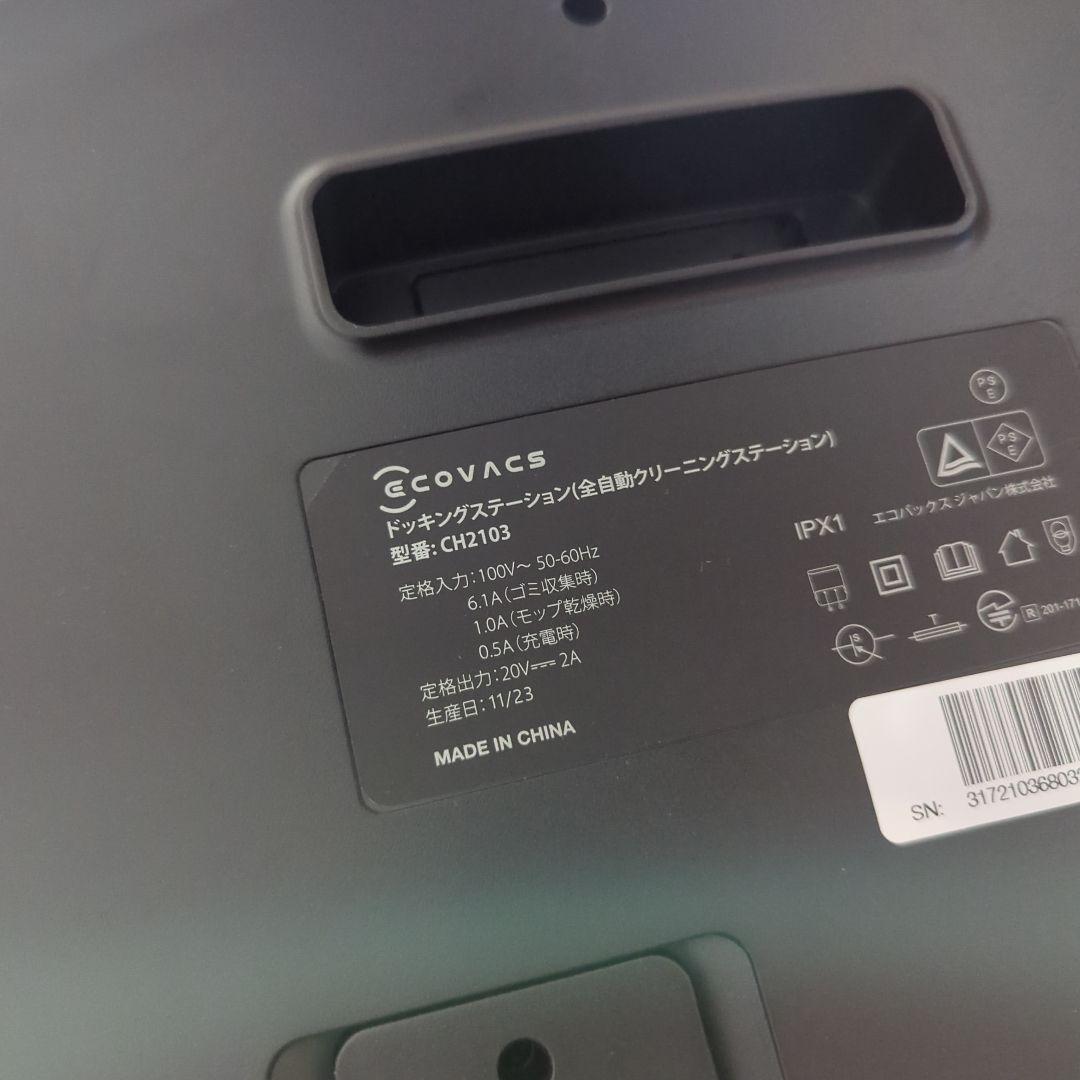 ECOVACS
ドッキングステーション(全自動クリーニングステーション)
型番: CH2103
定格入力:100V～ 50-60Hz
6.1A(ゴミ収集時)
1.0A(モップ乾燥時)
0.5A(充電時)
定格出力:20V⎓ 2A
生産日:11/23
MADE IN CHINA
PSE
PSE
エコバックス ジャパン株式会社
IPX1
S
T
R 201-171
SN: 3172103680